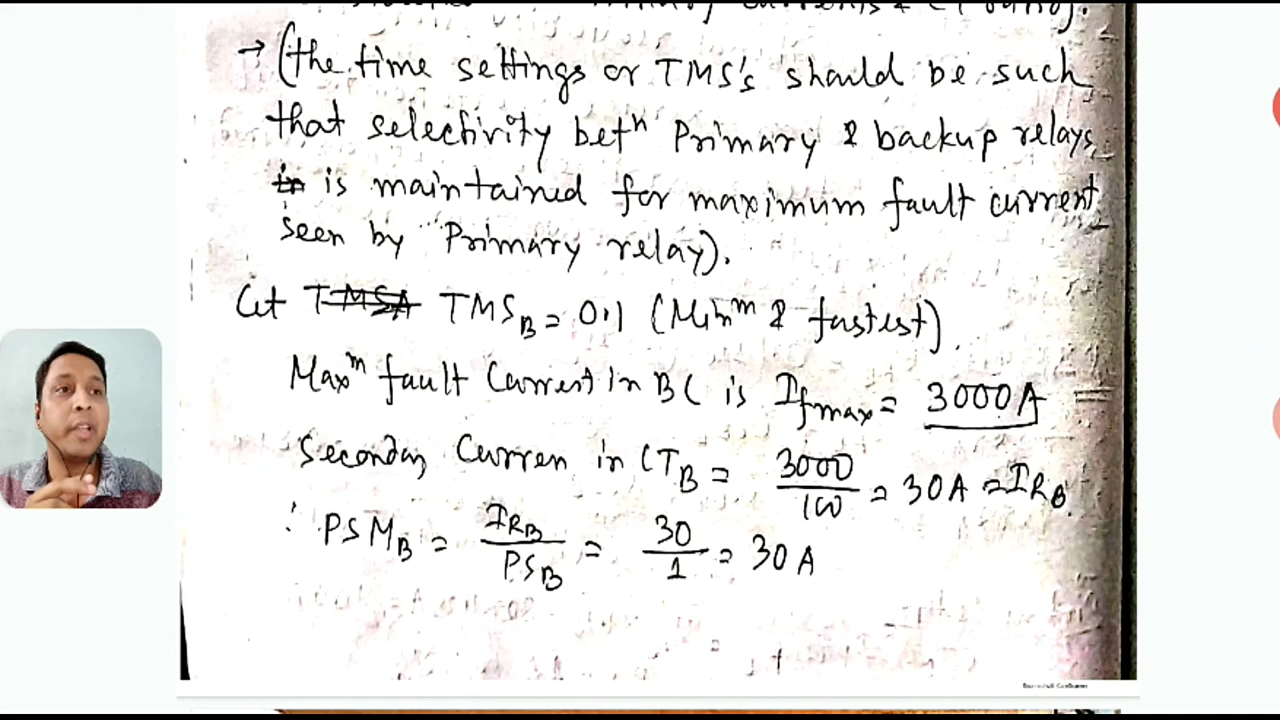 → (the time settings or TMS's should be such
that selectivity betn Primary & backup relays
in is maintained for maximum fault current
seen by Primary relay).
Let TMSA TMSB = 0.1 (Minm & fastest).
Maxm fault Current in BC is Ifmax = 3000A
Seconday Curren in CTB = 3000/100 = 30A = IRB
∴ PSMB = IRB/PSB = 30/1 = 30 A